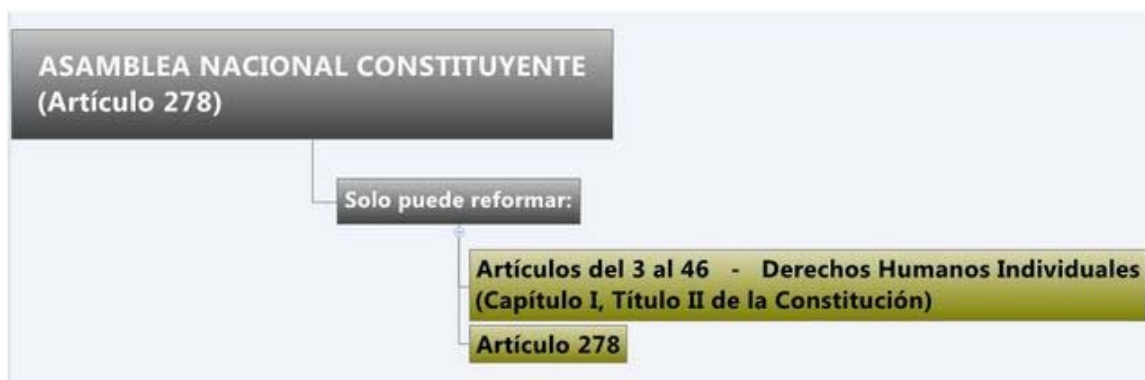 ASAMBLEA NACIONAL CONSTITUYENTE
(Artículo 278)
Solo puede reformar:
Artículos del 3 al 46 - Derechos Humanos Individuales
(Capítulo I, Título II de la Constitución)
Artículo 278